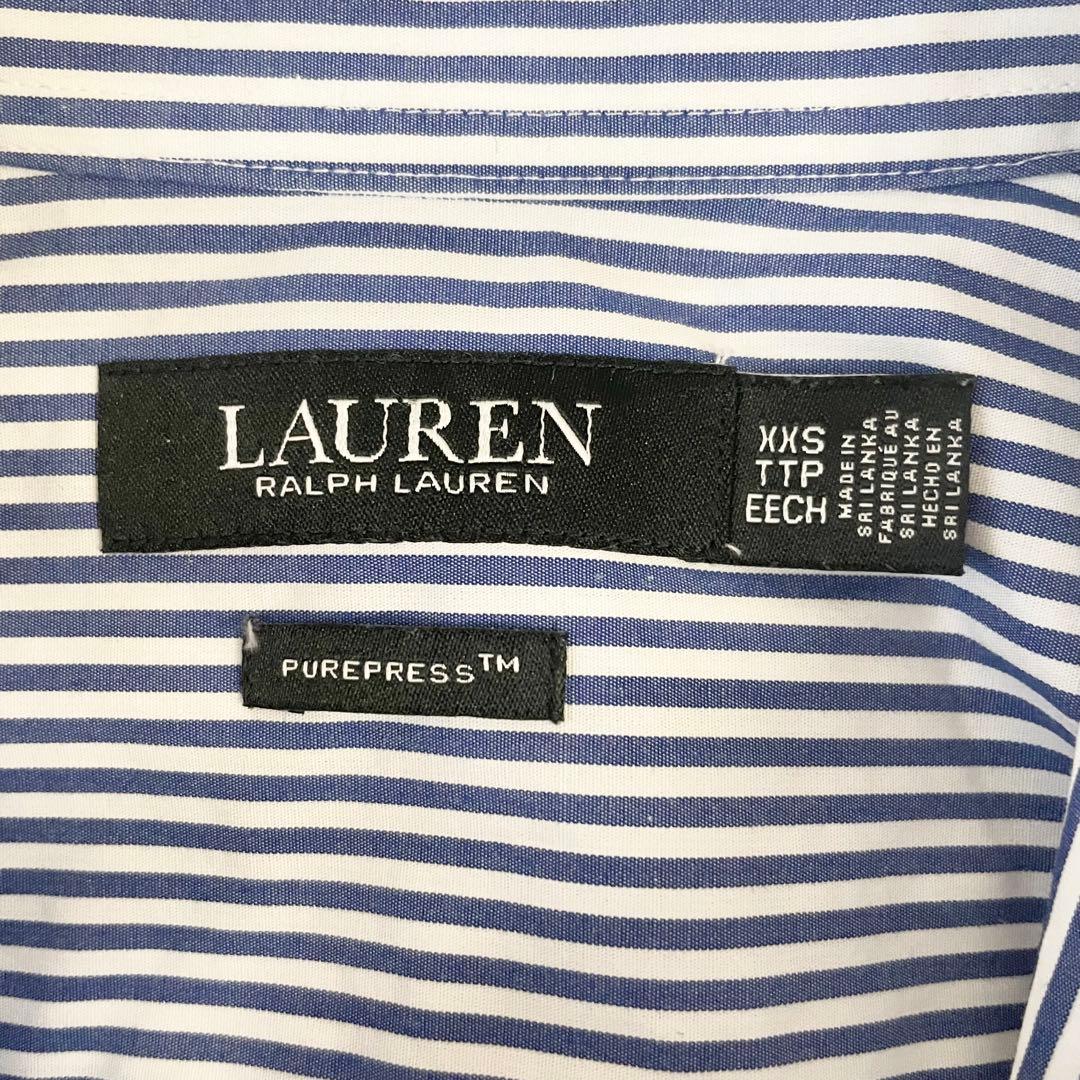 LAUREN
RALPH LAUREN
XXS
TTP
EECH
MADE IN
SRI LANKA
FABRIQUÉ AU
SRI LANKA
HECHO EN
SRI LANKA
PUREPRESS™